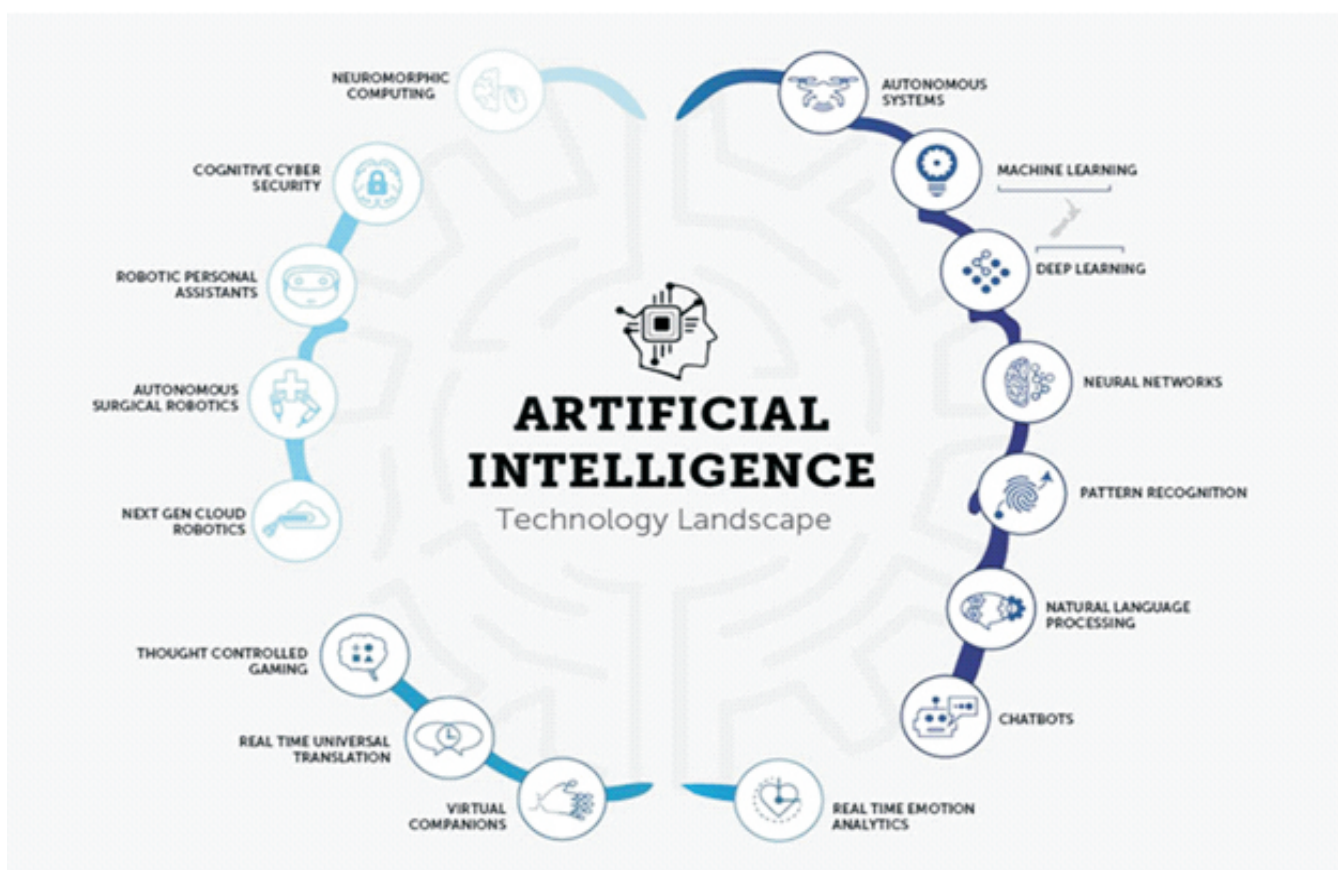 NEUROMORPHIC
COMPUTING
COGNITIVE CYBER
SECURITY
ROBOTIC PERSONAL
ASSISTANTS
AUTONOMOUS
SURGICAL ROBOTICS
NEXT GEN CLOUD
ROBOTICS
THOUGHT CONTROLLED
GAMING
REAL TIME UNIVERSAL
TRANSLATION
VIRTUAL
COMPANIONS
ARTIFICIAL
INTELLIGENCE
Technology Landscape
AUTONOMOUS
SYSTEMS
MACHINE LEARNING
DEEP LEARNING
NEURAL NETWORKS
PATTERN RECOGNITION
NATURAL LANGUAGE
PROCESSING
CHATBOTS
REAL TIME EMOTION
ANALYTICS